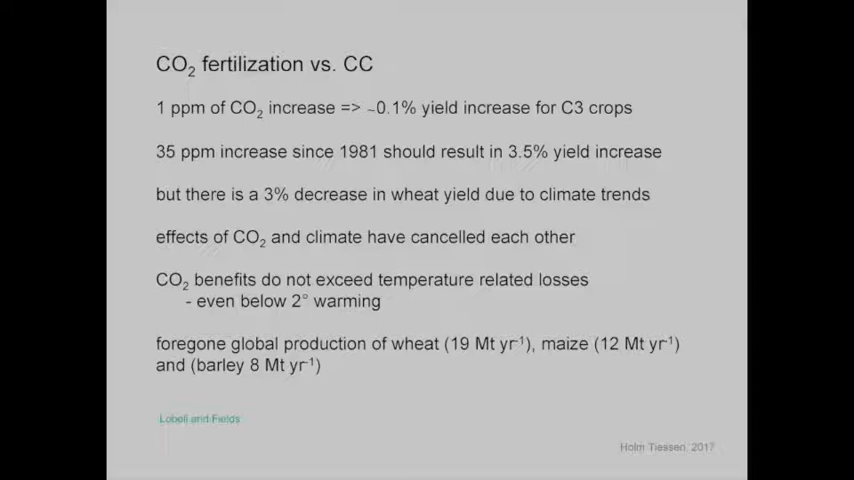 CO₂ fertilization vs. CC
1 ppm of CO₂ increase => ~0.1% yield increase for C3 crops
35 ppm increase since 1981 should result in 3.5% yield increase
but there is a 3% decrease in wheat yield due to climate trends
effects of CO₂ and climate have cancelled each other
CO₂ benefits do not exceed temperature related losses
- even below 2° warming
foregone global production of wheat (19 Mt yr⁻¹), maize (12 Mt yr⁻¹)
and (barley 8 Mt yr⁻¹)
Lobell and Fields
Holm Tiessen, 2017